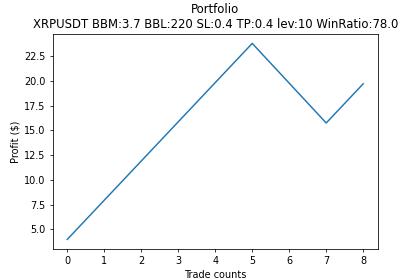 Portfolio
XRPUSDT BBM:3.7 BBL:220 SL:0.4 TP:0.4 lev:10 WinRatio:78.0
22.5
20.0
17.5
15.0
12.5
10.0
7.5
5.0
Profit ($)
0 1 2 3 4 5 6 7 8
Trade counts